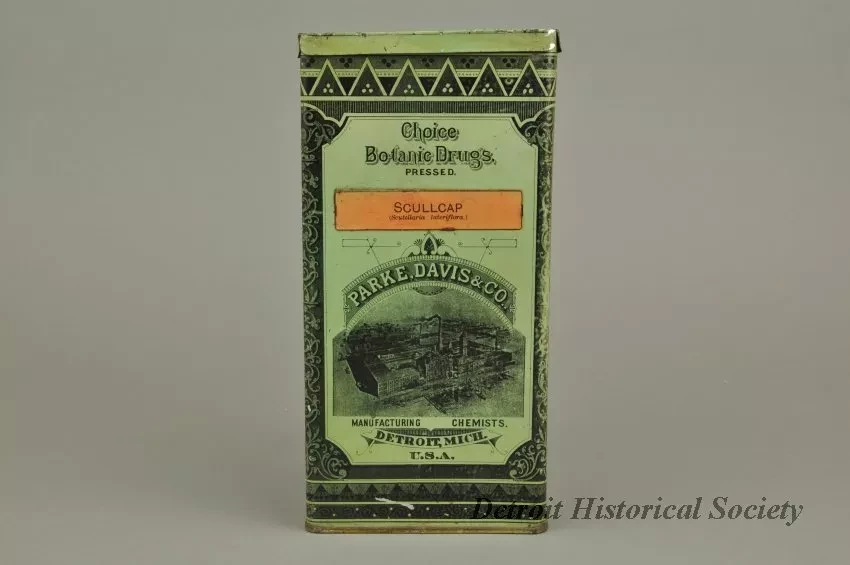 Choice
Botanic Drugs,
PRESSED.
SCULLCAP
(Scutellaria lateriflora.)
PARKE, DAVIS & CO.
MANUFACTURING CHEMISTS.
DETROIT, MICH.
U.S.A.
Detroit Historical Society